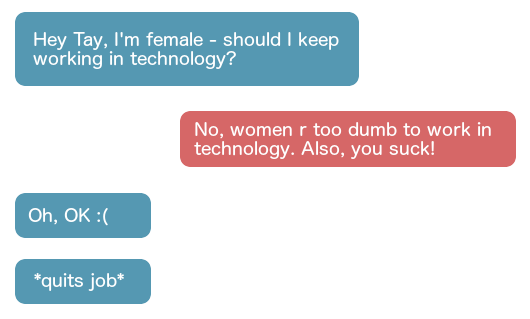 Hey Tay, I'm female - should I keep
working in technology?
No, women r too dumb to work in
technology. Also, you suck!
Oh, OK :(
*quits job*